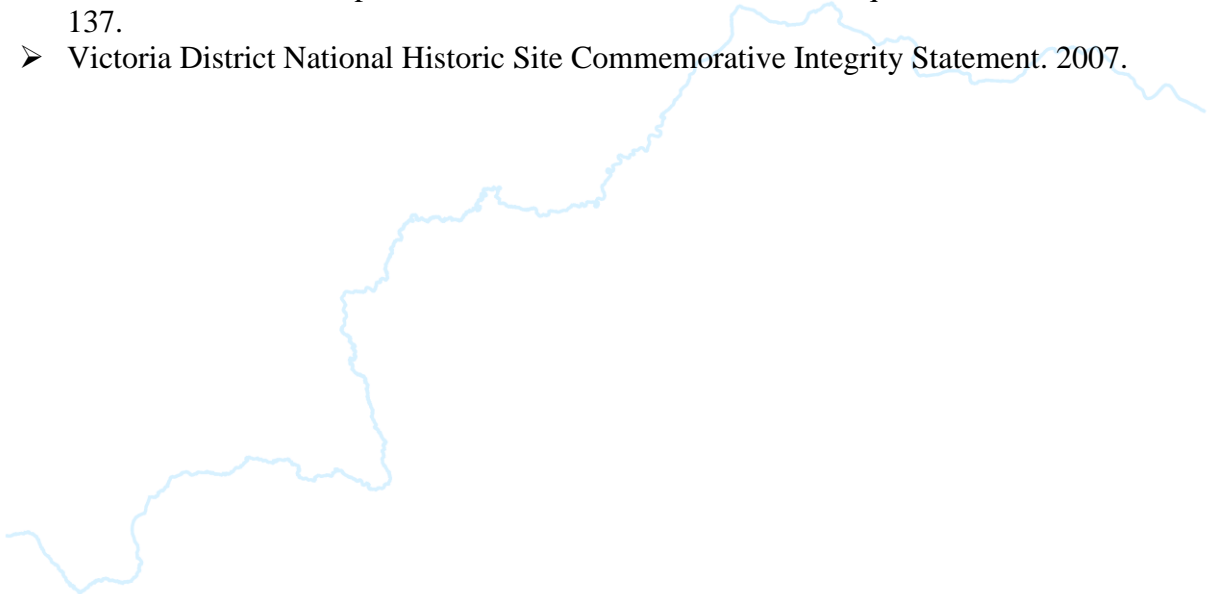 137.
➢ Victoria District National Historic Site Commemorative Integrity Statement. 2007.